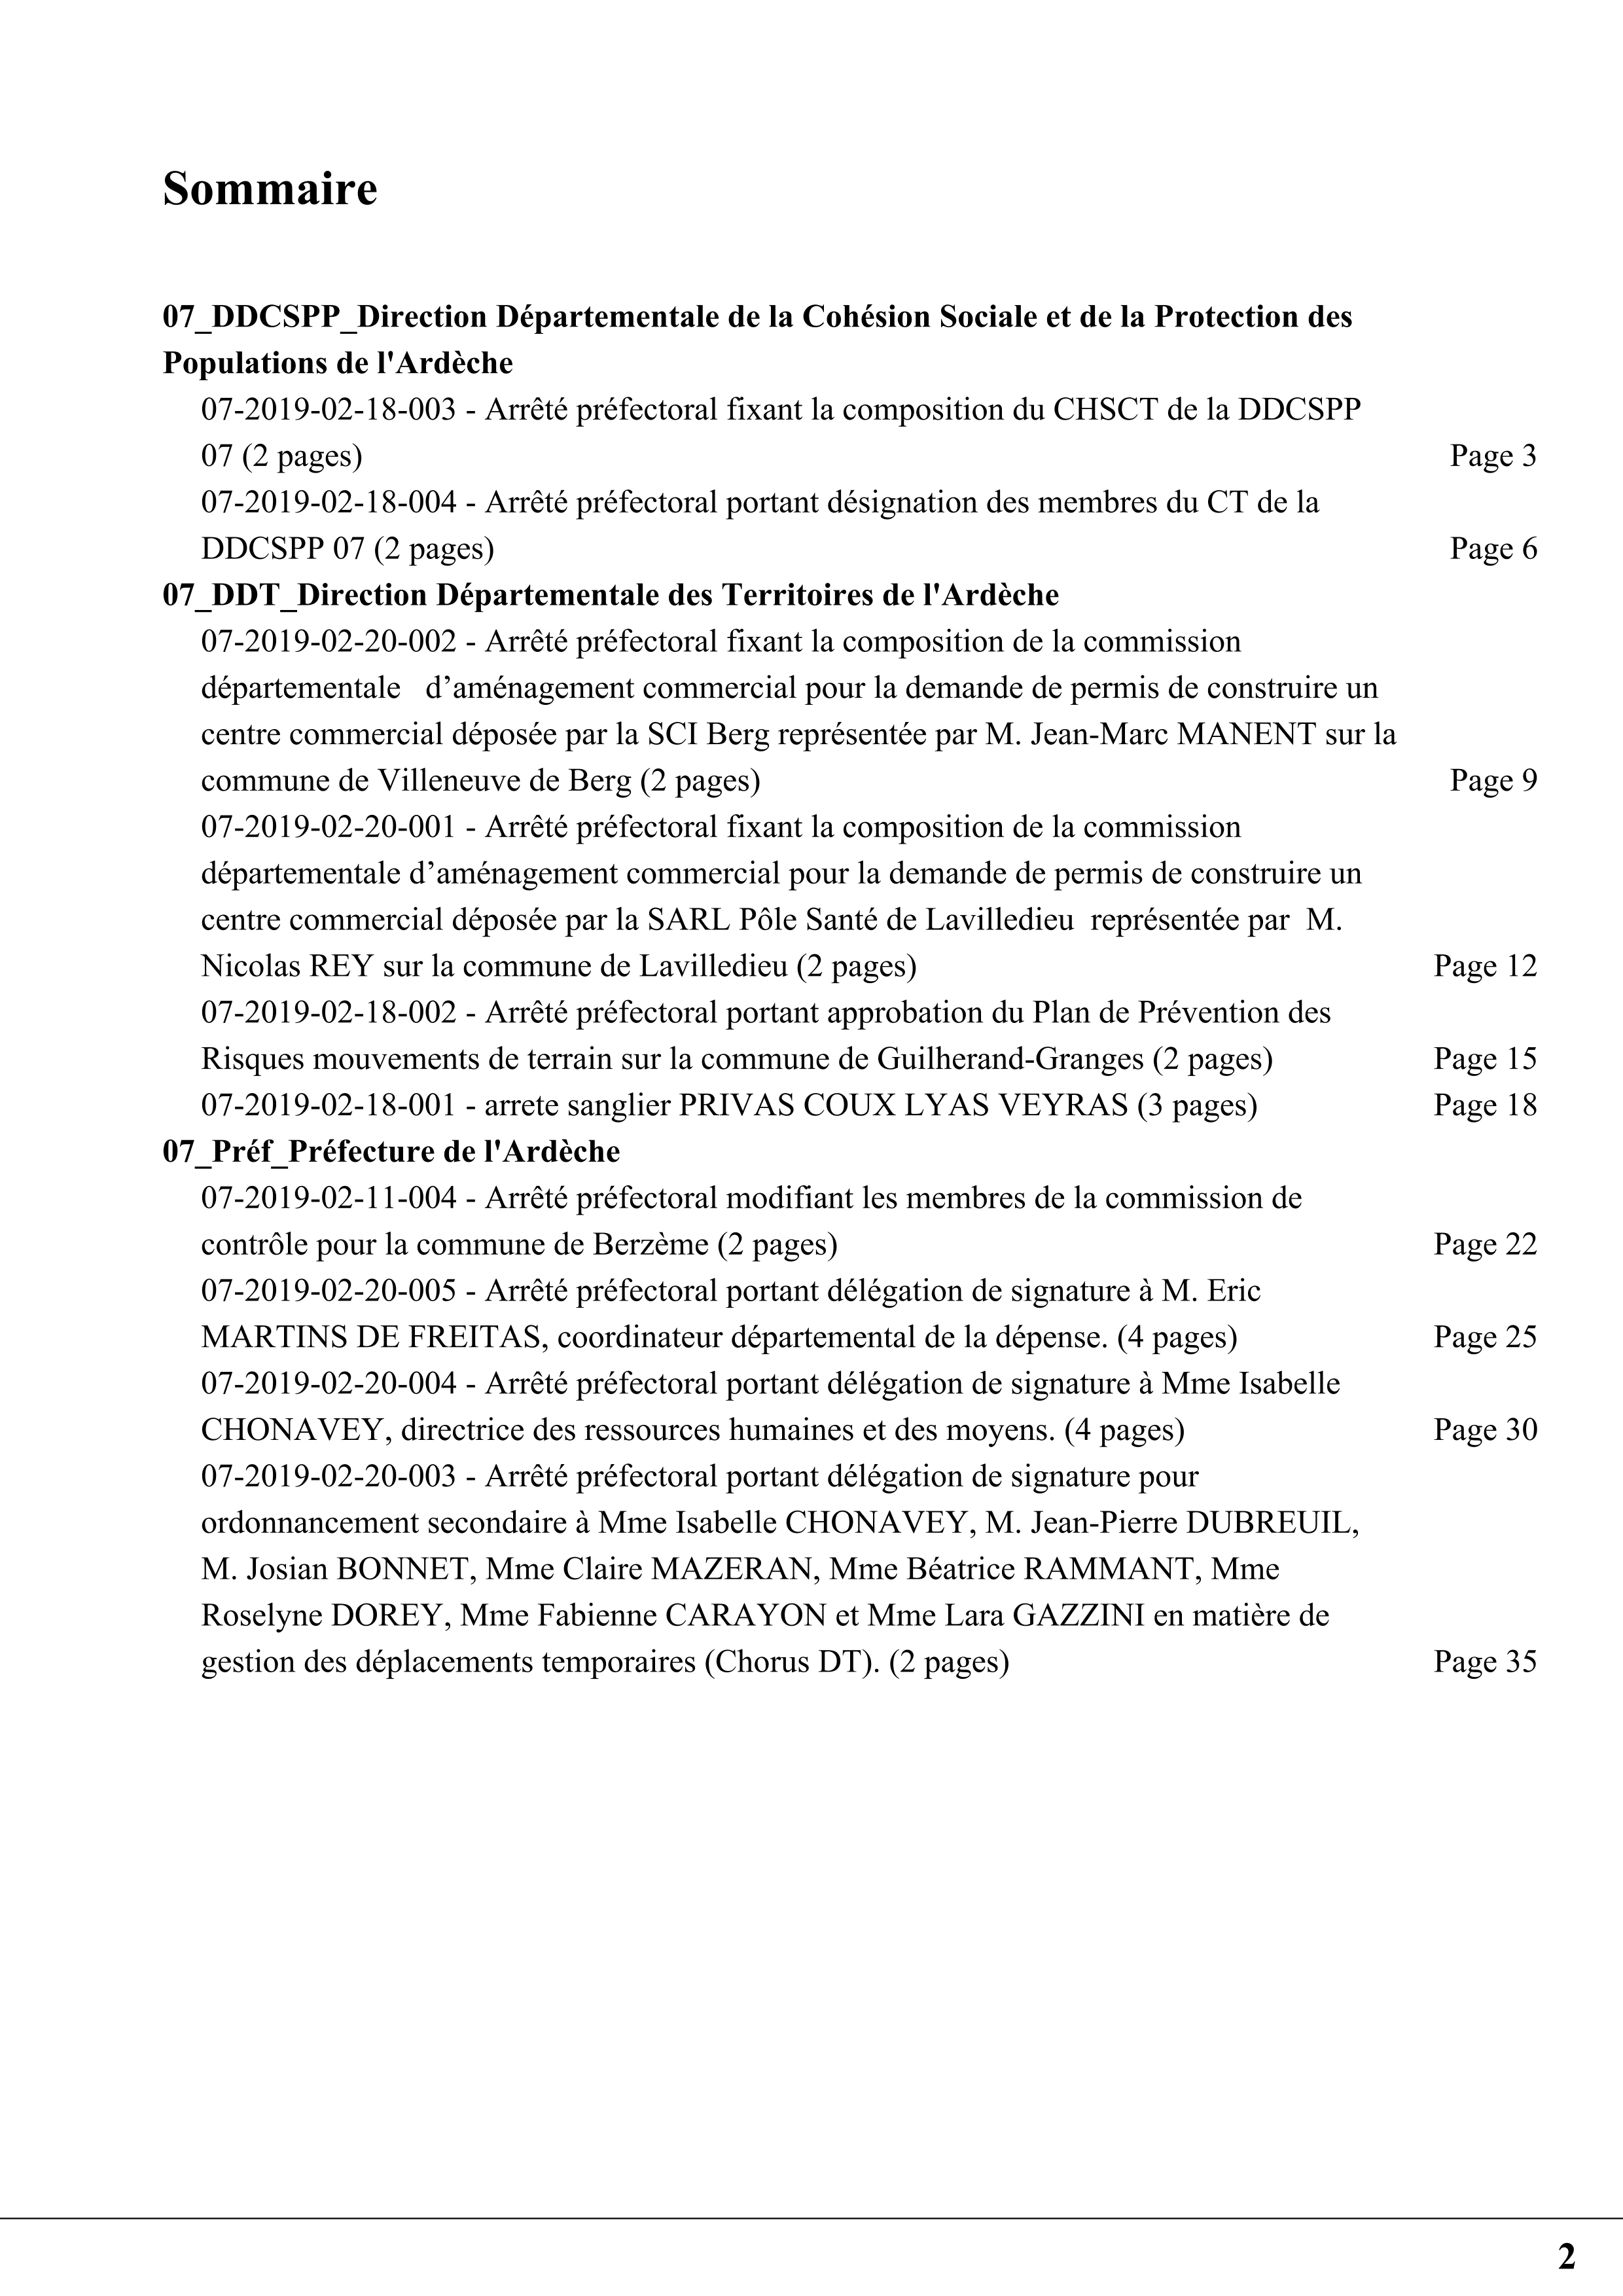 Sommaire
07_DDCSPP_Direction Départementale de la Cohésion Sociale et de la Protection des
Populations de l'Ardèche
07-2019-02-18-003 - Arrêté préfectoral fixant la composition du CHSCT de la DDCSPP
07 (2 pages) Page 3
07-2019-02-18-004 - Arrêté préfectoral portant désignation des membres du CT de la
DDCSPP 07 (2 pages) Page 6
07_DDT_Direction Départementale des Territoires de l'Ardèche
07-2019-02-20-002 - Arrêté préfectoral fixant la composition de la commission
départementale   d’aménagement commercial pour la demande de permis de construire un
centre commercial déposée par la SCI Berg représentée par M. Jean-Marc MANENT sur la
commune de Villeneuve de Berg (2 pages) Page 9
07-2019-02-20-001 - Arrêté préfectoral fixant la composition de la commission
départementale d’aménagement commercial pour la demande de permis de construire un
centre commercial déposée par la SARL Pôle Santé de Lavilledieu  représentée par  M.
Nicolas REY sur la commune de Lavilledieu (2 pages) Page 12
07-2019-02-18-002 - Arrêté préfectoral portant approbation du Plan de Prévention des
Risques mouvements de terrain sur la commune de Guilherand-Granges (2 pages) Page 15
07-2019-02-18-001 - arrete sanglier PRIVAS COUX LYAS VEYRAS (3 pages) Page 18
07_Préf_Préfecture de l'Ardèche
07-2019-02-11-004 - Arrêté préfectoral modifiant les membres de la commission de
contrôle pour la commune de Berzème (2 pages) Page 22
07-2019-02-20-005 - Arrêté préfectoral portant délégation de signature à M. Eric
MARTINS DE FREITAS, coordinateur départemental de la dépense. (4 pages) Page 25
07-2019-02-20-004 - Arrêté préfectoral portant délégation de signature à Mme Isabelle
CHONAVEY, directrice des ressources humaines et des moyens. (4 pages) Page 30
07-2019-02-20-003 - Arrêté préfectoral portant délégation de signature pour
ordonnancement secondaire à Mme Isabelle CHONAVEY, M. Jean-Pierre DUBREUIL,
M. Josian BONNET, Mme Claire MAZERAN, Mme Béatrice RAMMANT, Mme
Roselyne DOREY, Mme Fabienne CARAYON et Mme Lara GAZZINI en matière de
gestion des déplacements temporaires (Chorus DT). (2 pages) Page 35
2